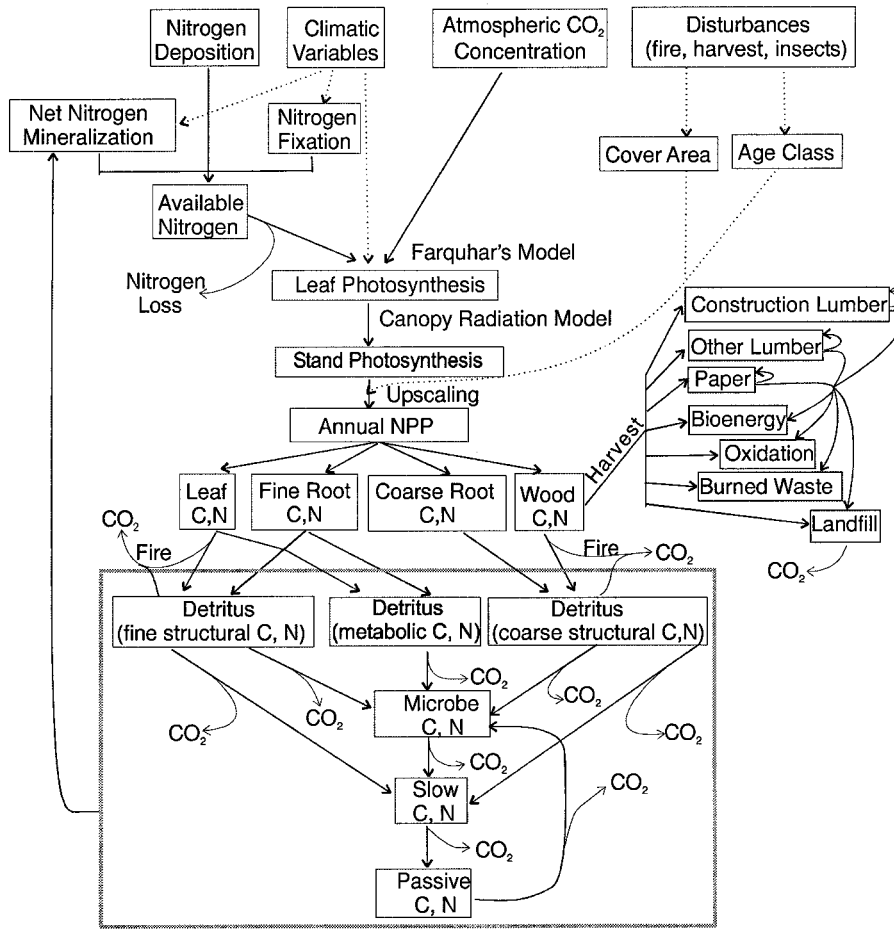 Nitrogen
Deposition
Climatic
Variables
Atmospheric CO₂
Concentration
Disturbances
(fire, harvest, insects)
Net Nitrogen
Mineralization
Nitrogen
Fixation
Cover Area
Age Class
Available
Nitrogen
Nitrogen
Loss
Farquhar's Model
Leaf Photosynthesis
Canopy Radiation Model
Stand Photosynthesis
Upscaling
Annual NPP
Construction Lumber
Other Lumber
Paper
Bioenergy
Oxidation
Burned Waste
Landfill
CO₂
Harvest
Leaf
C,N
Fine Root
C,N
Coarse Root
C,N
Wood
C,N
CO₂
Fire
Fire
CO₂
Detritus
(fine structural C, N)
Detritus
(metabolic C, N)
Detritus
(coarse structural C,N)
CO₂
CO₂
CO₂
CO₂
CO₂
Microbe
C, N
CO₂
Slow
C, N
CO₂
CO₂
Passive
C, N